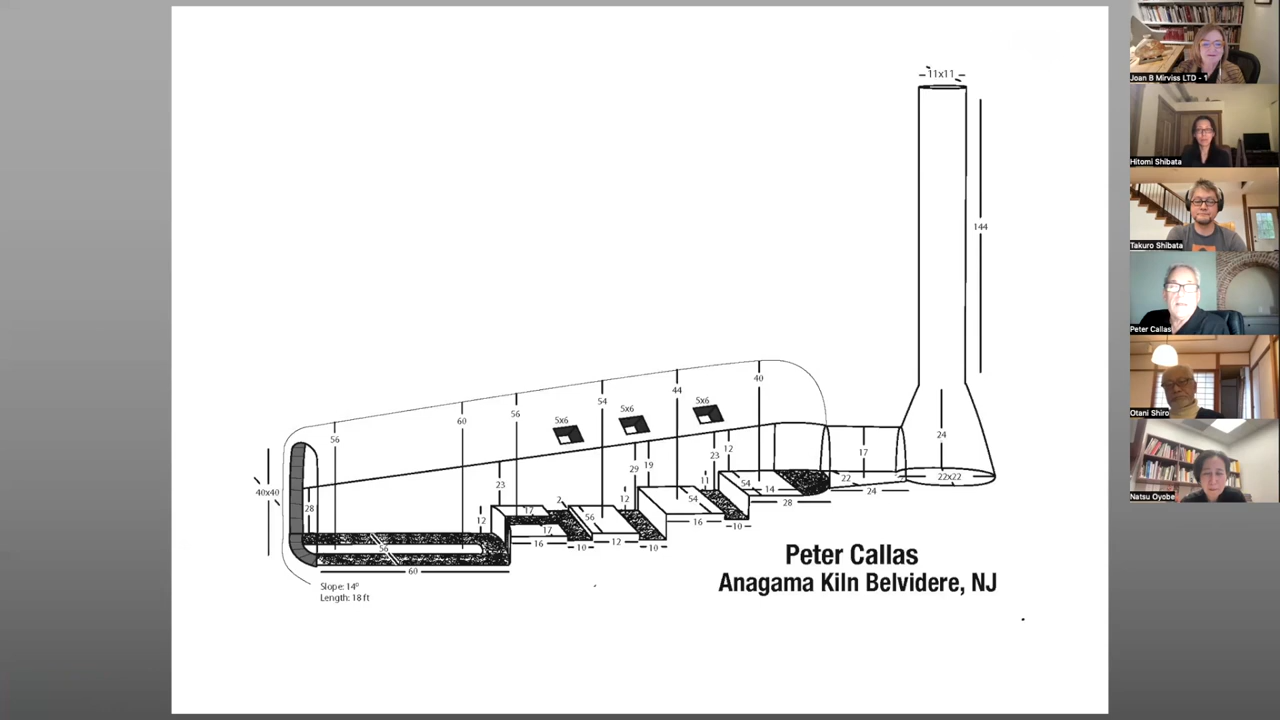 11x11
144
40
44
54
56
60
56
5x6
5x6
5x6
24
17
12
23
19
29
23
22
22x22
24
54
14
28
11
12
54
16
10
2
56
12
10
17
17
16
10
12
40x40
28
56
60
Slope: 14º
Length: 18 ft
Peter Callas
Anagama Kiln Belvidere, NJ
Joan B Mirviss LTD - 1
Hitomi Shibata
Takuro Shibata
Peter Callas
Otani Shiro
Natsu Oyobe